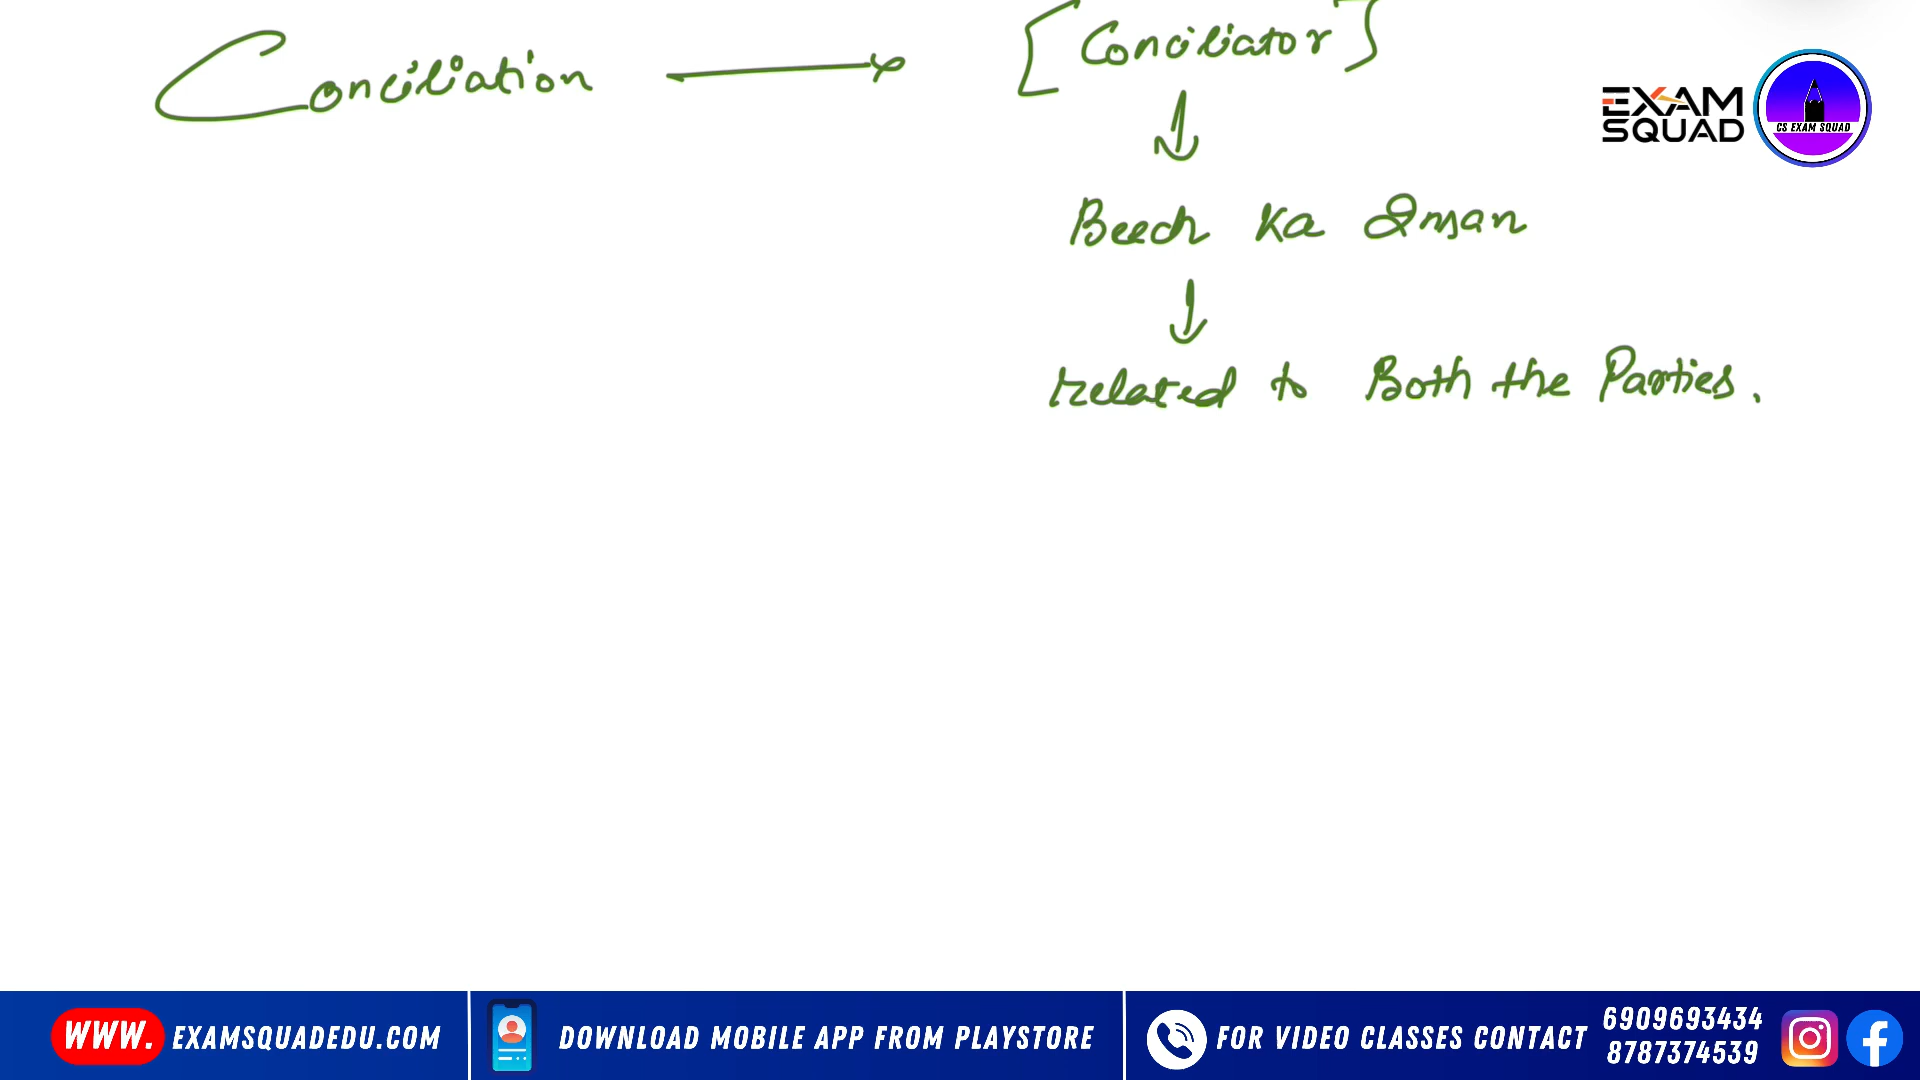 Conciliation → [Conciliator]
EXAM
SQUAD
CS EXAM SQUAD
↓
Beech Ka Insan
↓
related to Both the Parties.
WWW. EXAMSQUADEDU.COM
DOWNLOAD MOBILE APP FROM PLAYSTORE
FOR VIDEO CLASSES CONTACT
6909693434
8787374539